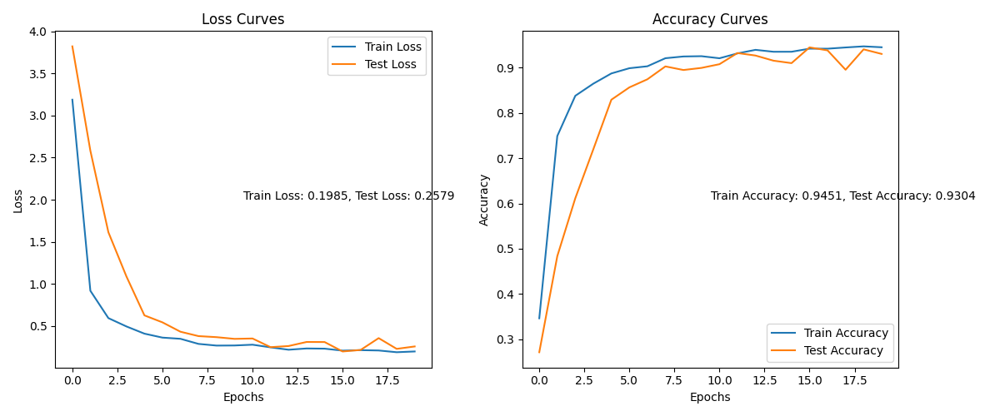 Loss Curves
4.0
3.5
3.0
2.5
2.0
1.5
1.0
0.5
Loss
Train Loss
Test Loss
Train Loss: 0.1985, Test Loss: 0.2579
0.0 2.5 5.0 7.5 10.0 12.5 15.0 17.5
Epochs
Accuracy Curves
0.9
0.8
0.7
0.6
0.5
0.4
0.3
Accuracy
Train Accuracy: 0.9451, Test Accuracy: 0.9304
Train Accuracy
Test Accuracy
0.0 2.5 5.0 7.5 10.0 12.5 15.0 17.5
Epochs